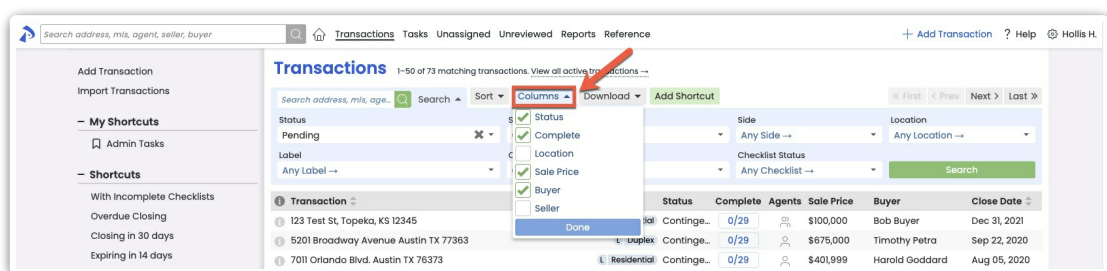 Search address, mls, agent, seller, buyer
Transactions Tasks Unassigned Unreviewed Reports Reference
+ Add Transaction ? Help Hollis H.
Add Transaction
Import Transactions
– My Shortcuts
Admin Tasks
– Shortcuts
With Incomplete Checklists
Overdue Closing
Closing in 30 days
Expiring in 14 days
Transactions 1–50 of 73 matching transactions. View all active transactions →
Search address, mls, age.. Search Sort Columns Download Add Shortcut « First < Prev Next > Last »
Status Side Location
Pending Any Side → Any Location →
Label Checklist Status
Any Label → Any Checklist → Search
Status
Complete
Location
Sale Price
Buyer
Seller
Done
Transaction Status Complete Agents Sale Price Buyer Close Date
123 Test St, Topeka, KS 12345 Continge... 0/29 $100,000 Bob Buyer Dec 31, 2021
5201 Broadway Avenue Austin TX 77363 L Duplex Continge... 0/29 $675,000 Timothy Petra Sep 22, 2020
7011 Orlando Blvd. Austin TX 76373 L Residential Continge... 0/29 $401,999 Harold Goddard Aug 05, 2020